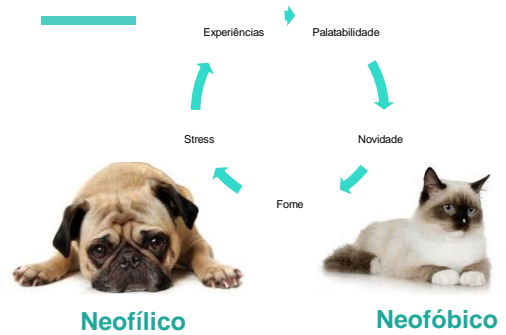 Experiências
Palatabilidade
Stress
Novidade
Fome
Neofílico
Neofóbico